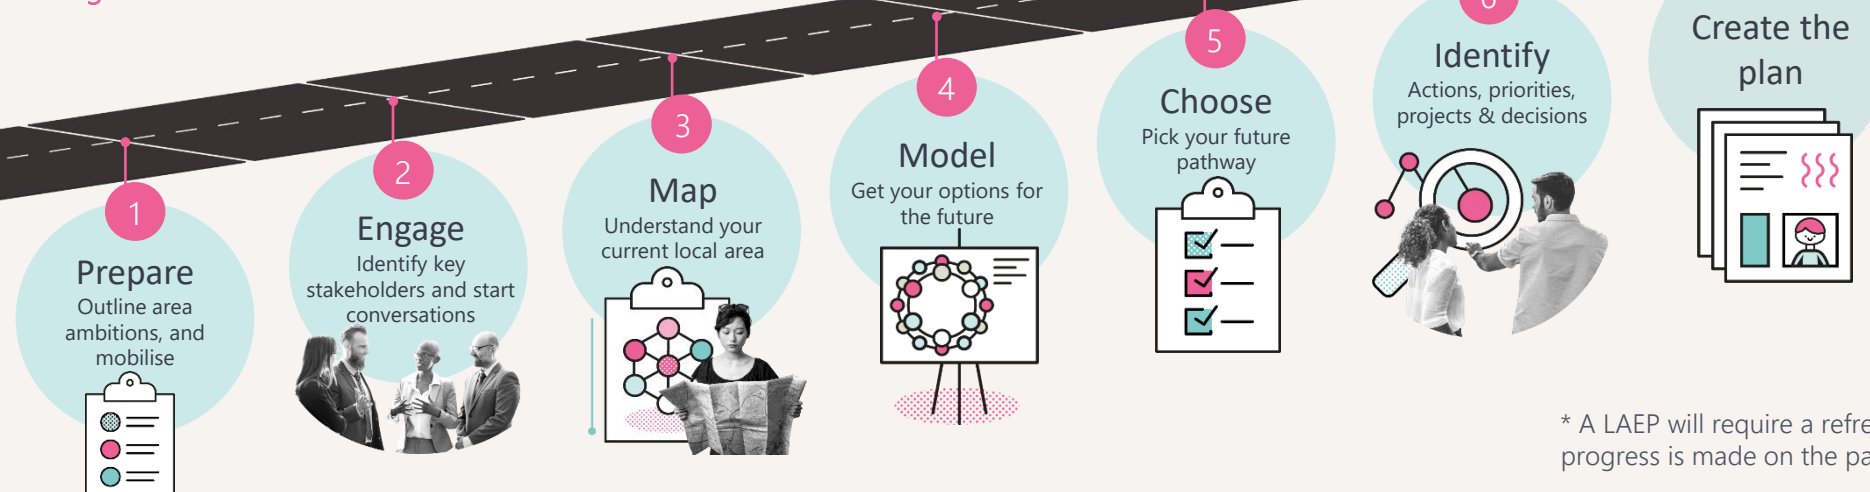 1
Prepare
Outline area
ambitions, and
mobilise
2
Engage
Identify key
stakeholders and start
conversations
3
Map
Understand your
current local area
4
Model
Get your options for
the future
5
Choose
Pick your future
pathway
6
Identify
Actions, priorities,
projects & decisions
Create the
plan
* A LAEP will require a refre
progress is made on the pa